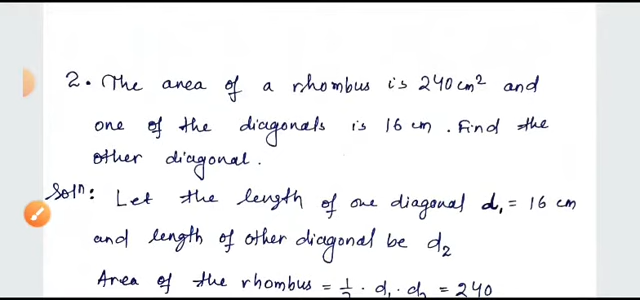 2. The area of a rhombus is 240 cm² and
one of the diagonals is 16 cm. Find the
other diagonal.
Solⁿ: Let the length of one diagonal d₁ = 16 cm
and length of other diagonal be d₂
Area of the rhombus = 1/2 · d₁ · d₂ = 240